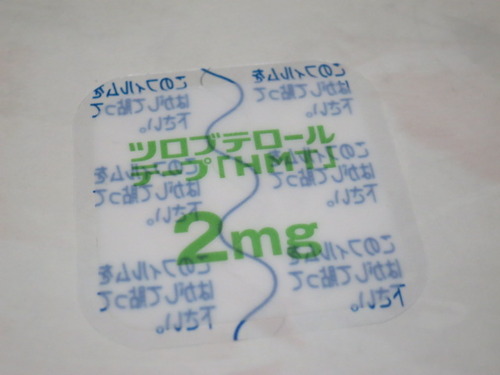 このフィルムを
はがして貼って
下さい。
このフィルムを
はがして貼って
下さい。
ツロブテロール
テープ「HMT」
このフィルムを
はがして貼って
下さい。
このフィルムを
はがして貼って
下さい。
2mg
このフィルムを
はがして貼って
下さい。
このフィルムを
はがして貼って
下さい。